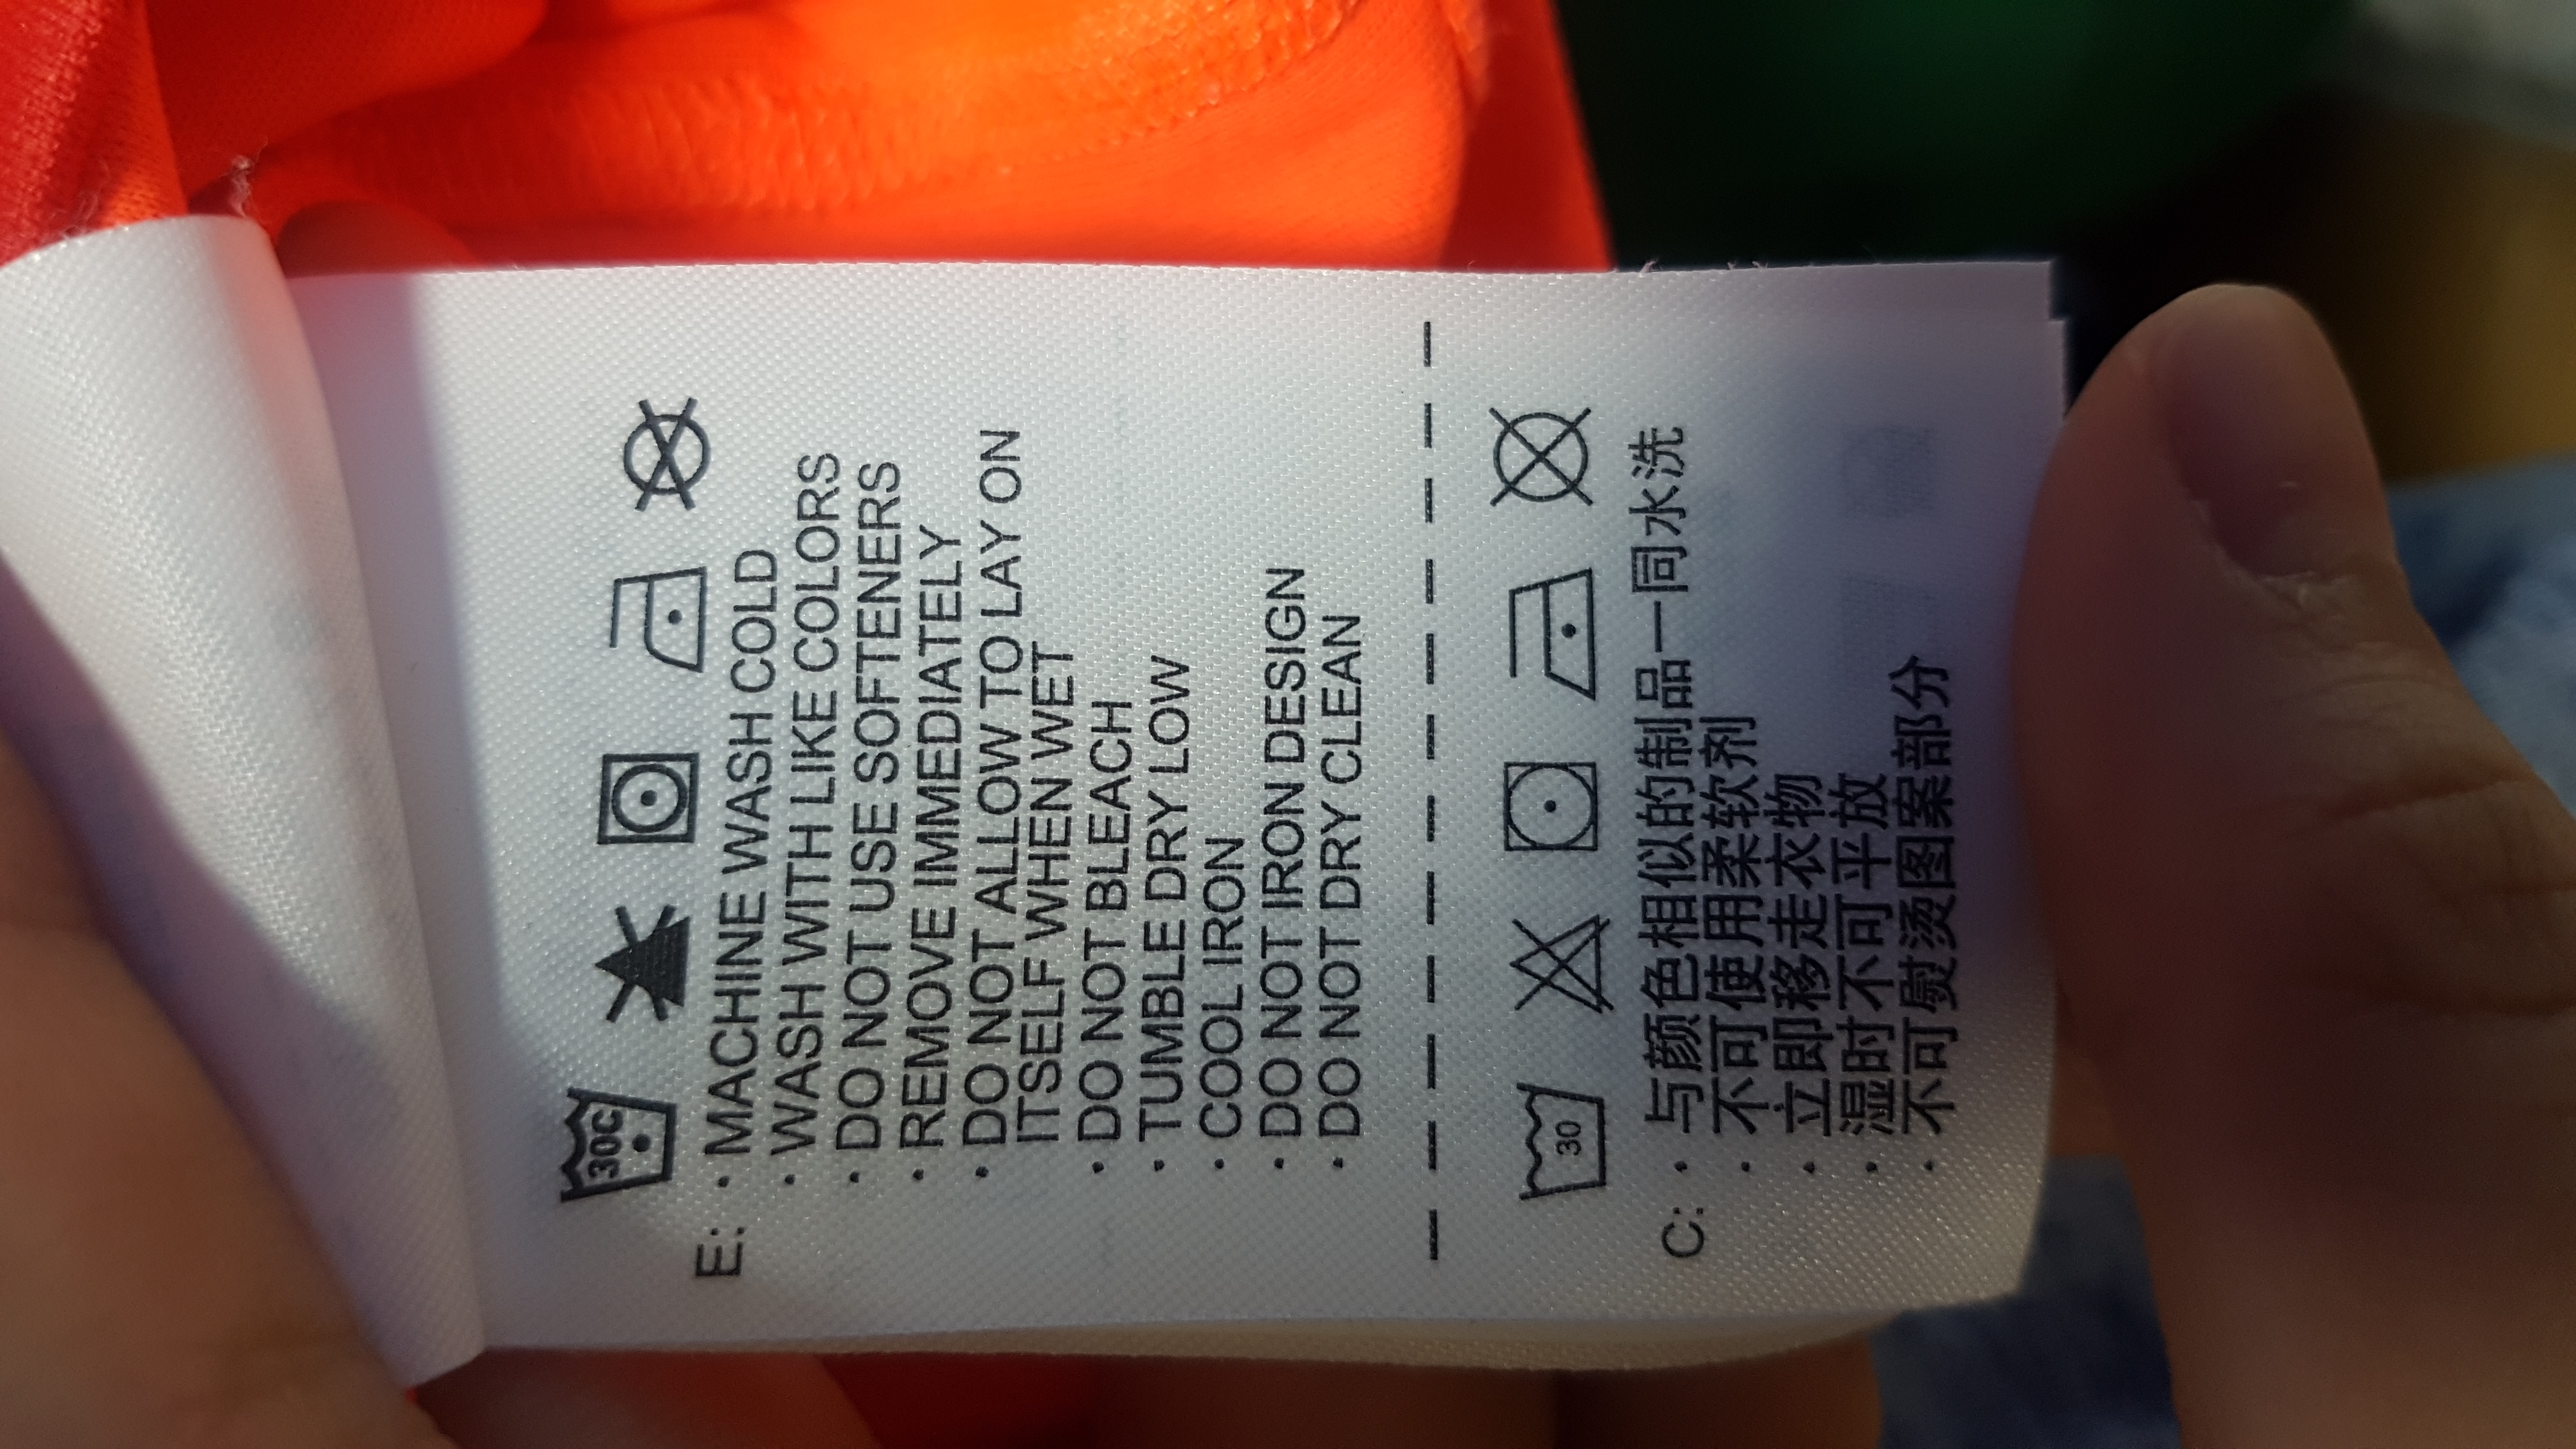 30C
E: · MACHINE WASH COLD
· WASH WITH LIKE COLORS
· DO NOT USE SOFTENERS
· REMOVE IMMEDIATELY
· DO NOT ALLOW TO LAY ON
ITSELF WHEN WET
· DO NOT BLEACH
· TUMBLE DRY LOW
· COOL IRON
· DO NOT IRON DESIGN
· DO NOT DRY CLEAN
30
C: · 与颜色相似的制品一同水洗
· 不可使用柔软剂
· 立即移走衣物
· 湿时不可平放
· 不可熨烫图案部分